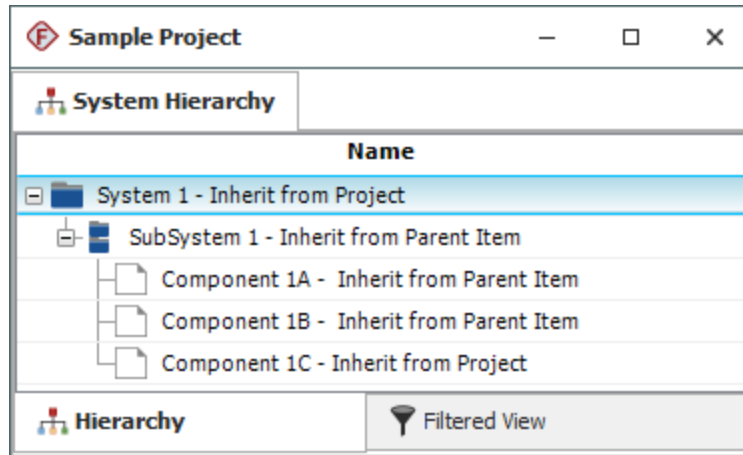 Sample Project
System Hierarchy
Name
System 1 - Inherit from Project
SubSystem 1 - Inherit from Parent Item
Component 1A -  Inherit from Parent Item
Component 1B -  Inherit from Parent Item
Component 1C - Inherit from Project
Hierarchy Filtered View